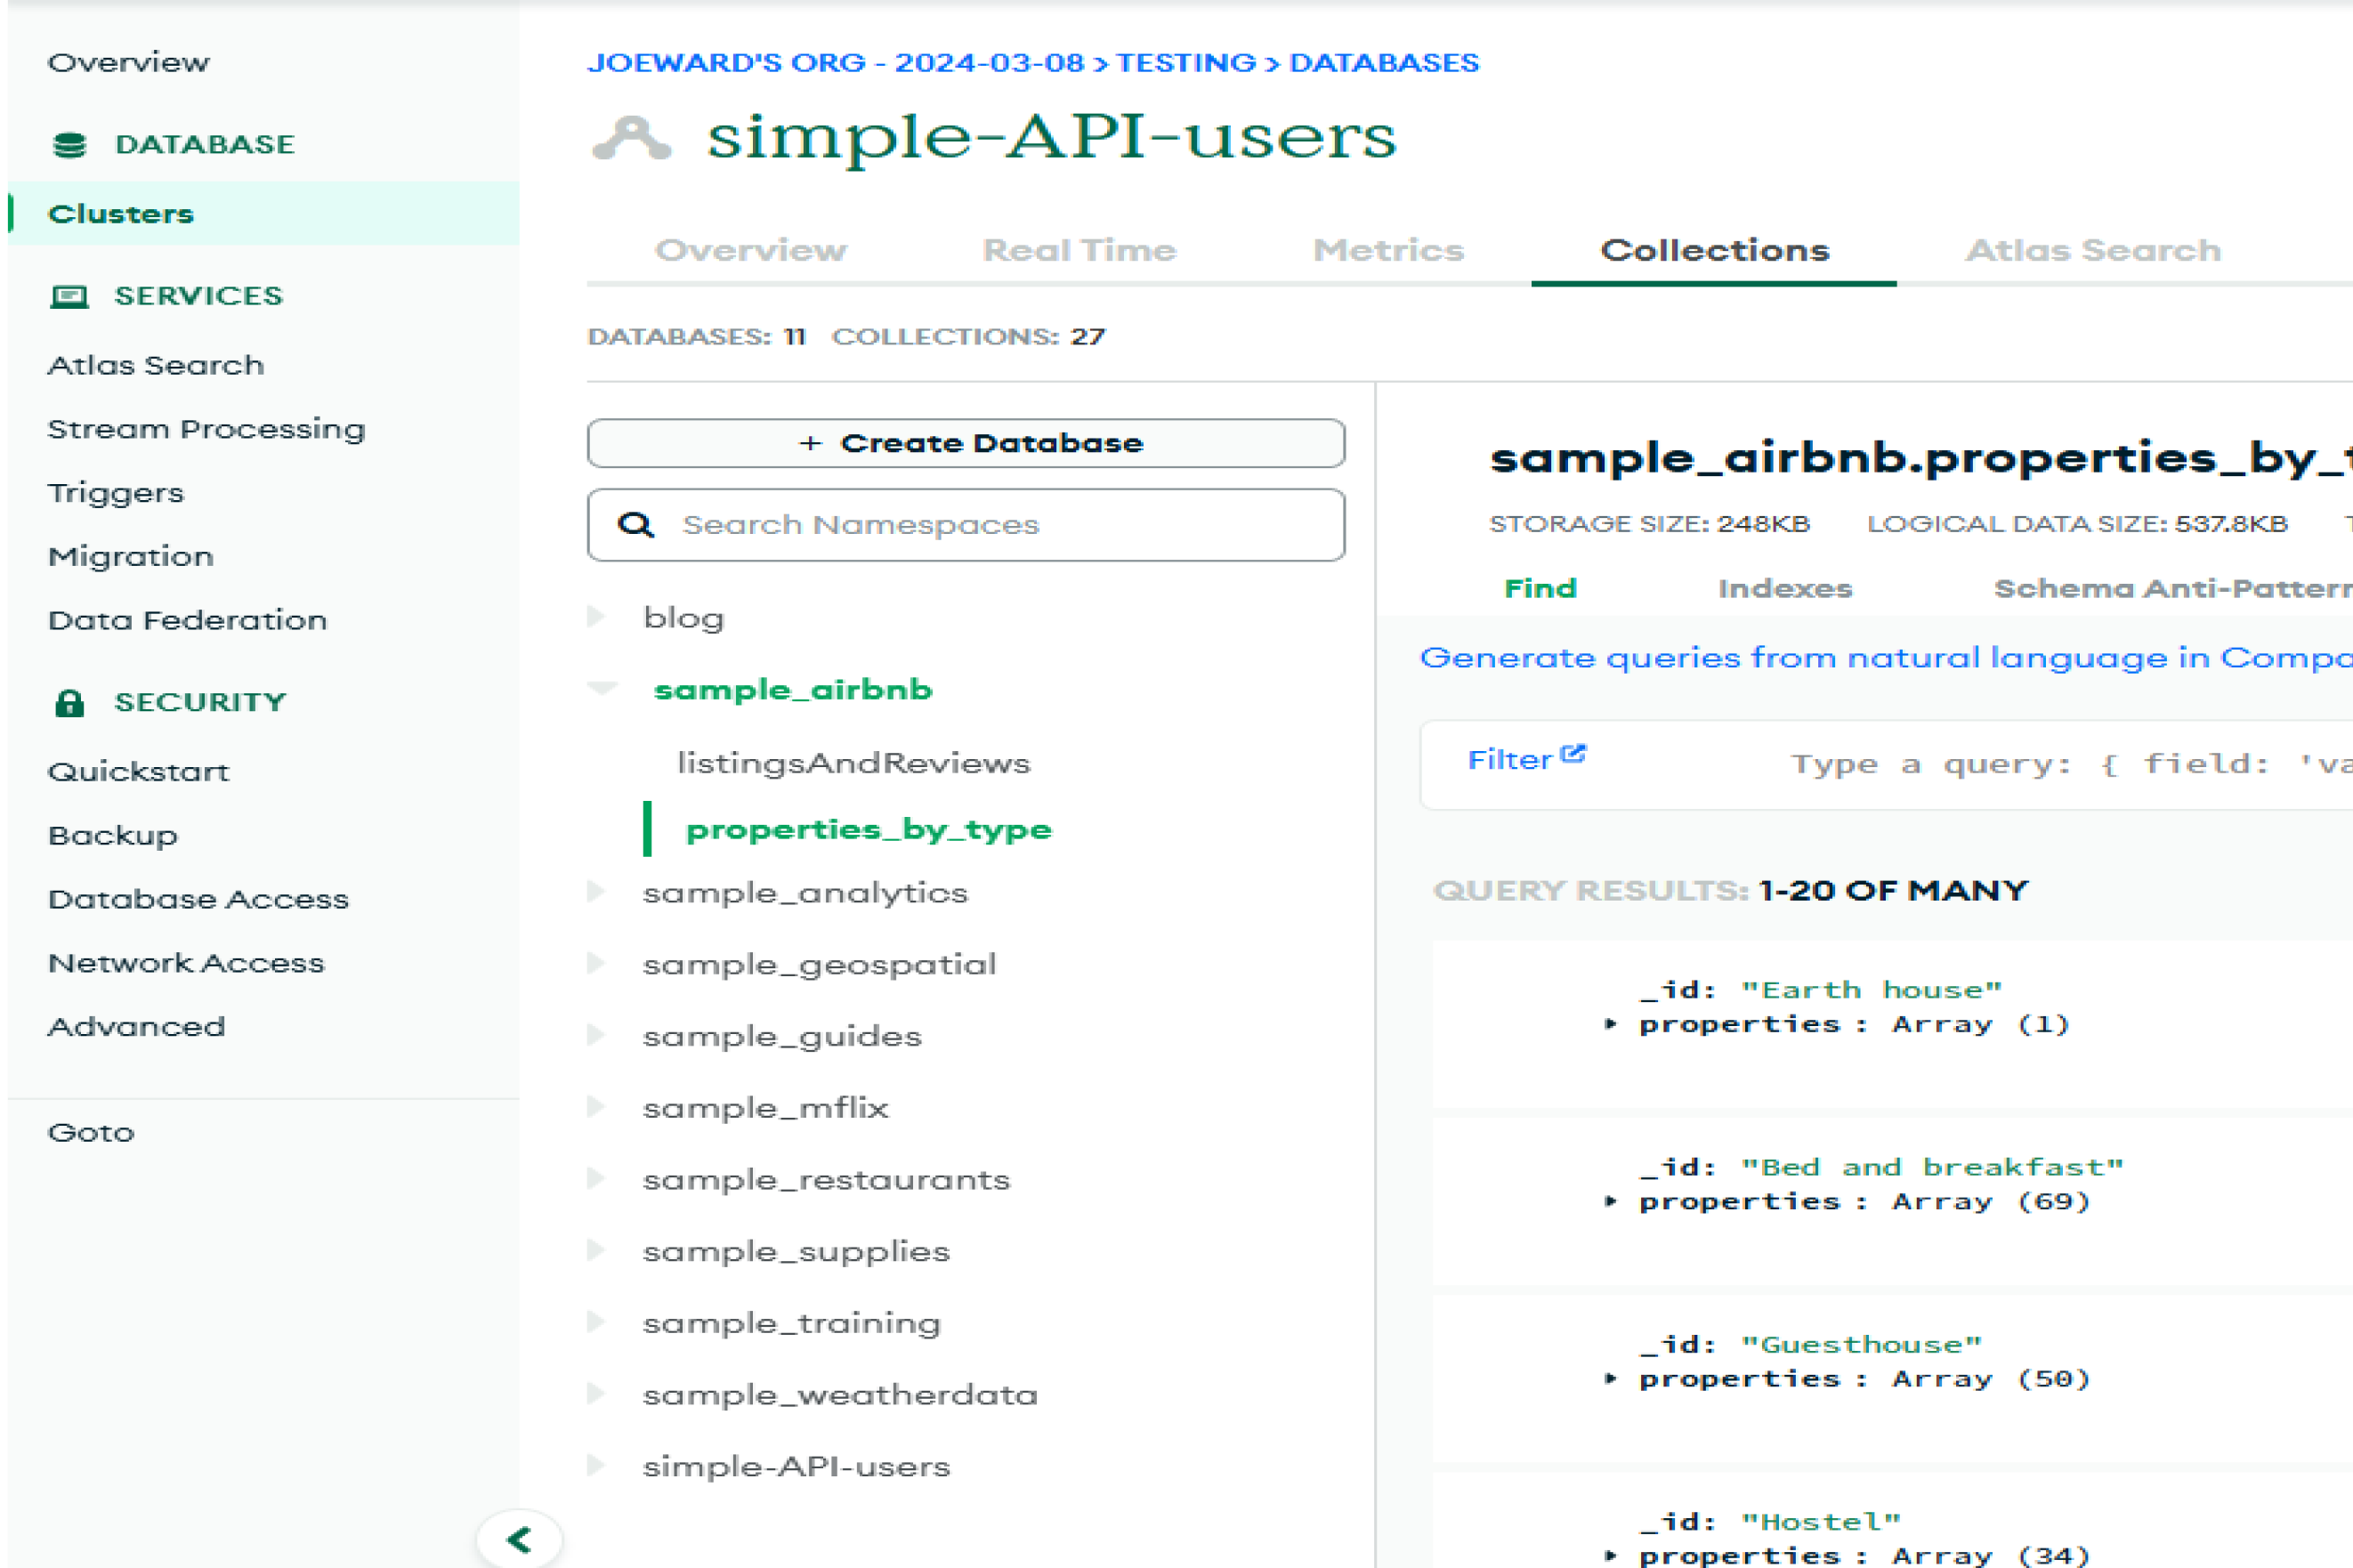 Overview
DATABASE
Clusters
SERVICES
Atlas Search
Stream Processing
Triggers
Migration
Data Federation
SECURITY
Quickstart
Backup
Database Access
Network Access
Advanced
Goto
JOEWARD'S ORG - 2024-03-08 > TESTING > DATABASES
simple-API-users
Overview Real Time Metrics Collections Atlas Search
DATABASES: 11 COLLECTIONS: 27
+ Create Database
Search Namespaces
blog
sample_airbnb
listingsAndReviews
properties_by_type
sample_analytics
sample_geospatial
sample_guides
sample_mflix
sample_restaurants
sample_supplies
sample_training
sample_weatherdata
simple-API-users
sample_airbnb.properties_by_t
STORAGE SIZE: 248KB LOGICAL DATA SIZE: 537.8KB
Find Indexes Schema Anti-Pattern
Generate queries from natural language in Compa
Filter Type a query: { field: 'va
QUERY RESULTS: 1-20 OF MANY
_id: "Earth house"
properties : Array (1)
_id: "Bed and breakfast"
properties : Array (69)
_id: "Guesthouse"
properties : Array (50)
_id: "Hostel"
properties : Array (34)